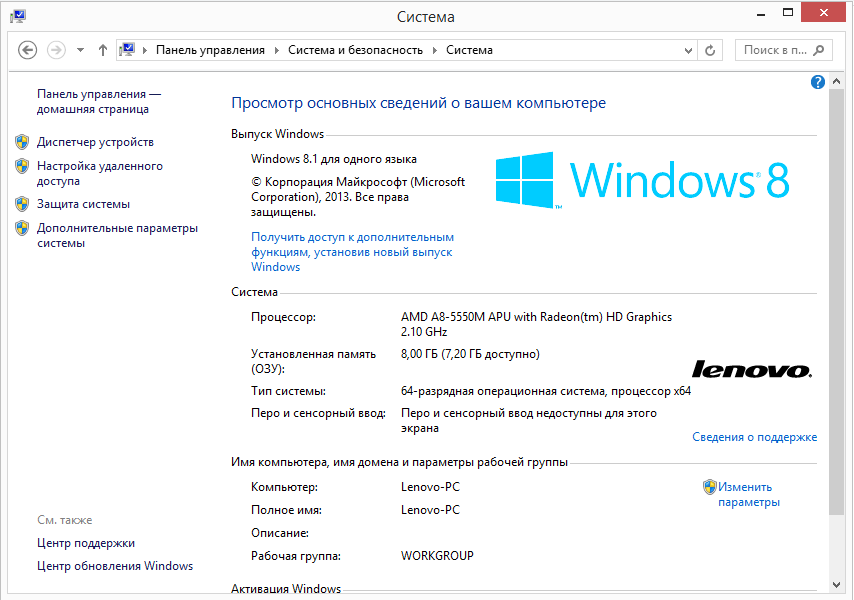 Система
Панель управления
Система и безопасность
Система
Поиск в п...
Панель управления —
домашняя страница
Диспетчер устройств
Настройка удаленного
доступа
Защита системы
Дополнительные параметры
системы
См. также
Центр поддержки
Центр обновления Windows
Просмотр основных сведений о вашем компьютере
Выпуск Windows
Windows 8.1 для одного языка
© Корпорация Майкрософт (Microsoft
Corporation), 2013. Все права
защищены.
Получить доступ к дополнительным
функциям, установив новый выпуск
Windows
Windows® 8
Система
Процессор: AMD A8-5550M APU with Radeon(tm) HD Graphics
2.10 GHz
Установленная память 8,00 ГБ (7,20 ГБ доступно)
(ОЗУ):
Тип системы: 64-разрядная операционная система, процессор x64
Перо и сенсорный ввод: Перо и сенсорный ввод недоступны для этого
экрана
lenovo.
Сведения о поддержке
Имя компьютера, имя домена и параметры рабочей группы
Компьютер: Lenovo-PC
Полное имя: Lenovo-PC
Описание:
Рабочая группа: WORKGROUP
Изменить
параметры
Активация Windows